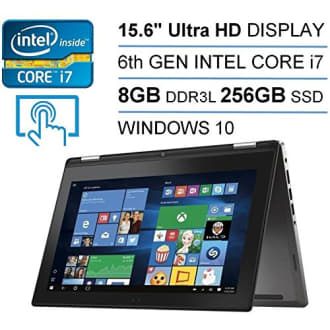 intel inside™
CORE i7
15.6" Ultra HD DISPLAY
6th GEN INTEL CORE i7
8GB DDR3L 256GB SSD
WINDOWS 10